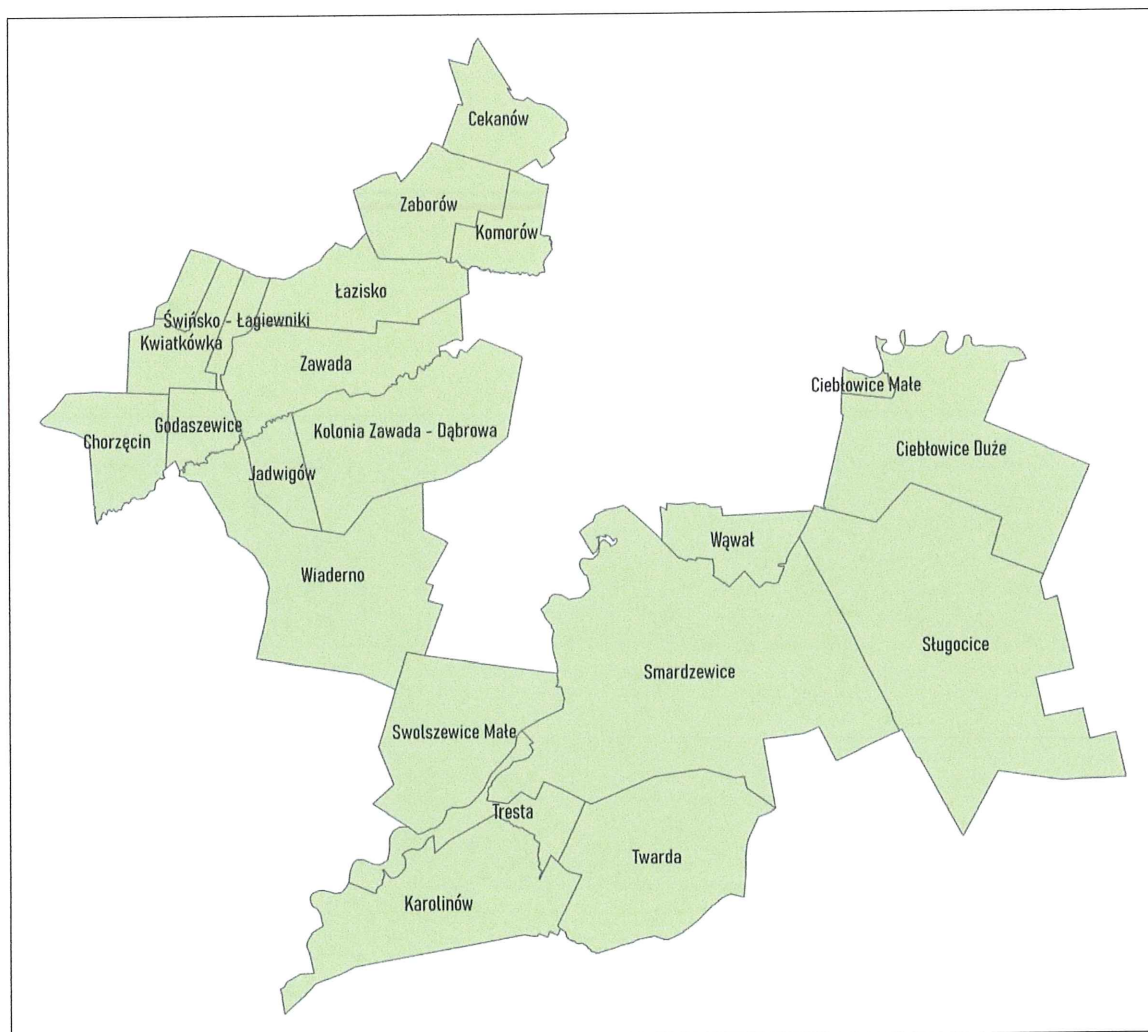 Cekanów
Zaborów
Komorów
Łazisko
Świńsko - Łagiewniki
Kwiatkówka
Zawada
Ciebłowice Małe
Godaszewice
Kolonia Zawada - Dąbrowa
Chorzęcin
Ciebłowice Duże
Jadwigów
Wąwał
Wiaderno
Sługocice
Smardzewice
Swolszewice Małe
Tresta
Twarda
Karolinów